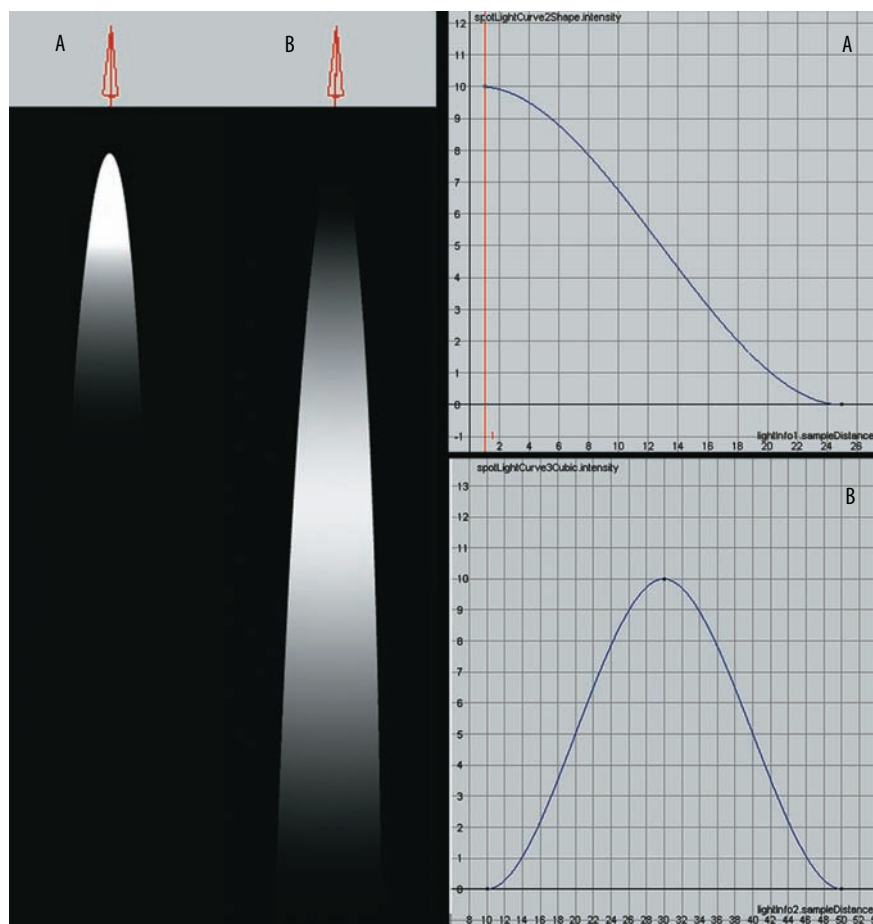 A
B
spotLightCurve2Shape.intensity
A
12
11
10
9
8
7
6
5
4
3
2
1
0
-1
1
lightInfo1.sampleDistance
2 4 6 8 10 12 14 16 18 20 22 24 26
spotLightCurve3Cubic.intensity
B
13
12
11
10
9
8
7
6
5
4
3
2
1
0
lightInfo2.sampleDistance
8 10 12 14 16 18 20 22 24 26 28 30 32 34 36 38 40 42 44 46 48 50 52